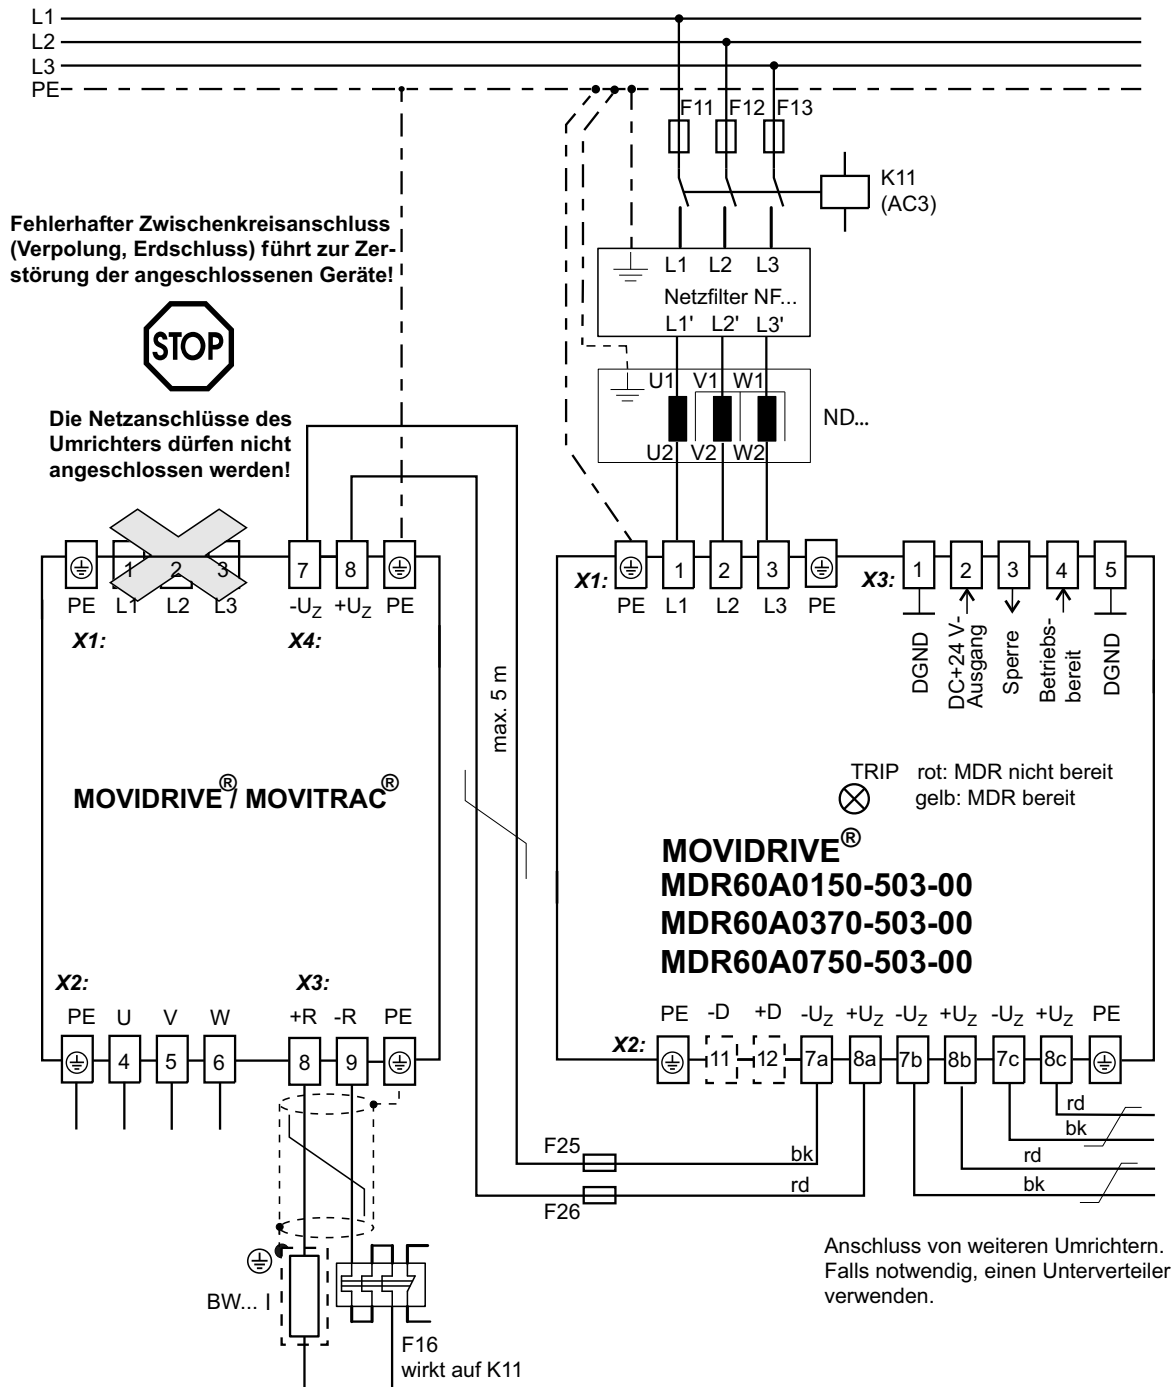 L1
L2
L3
PE
F11 F12 F13
K11
(AC3)
Fehlerhafter Zwischenkreisanschluss
(Verpolung, Erdschluss) führt zur Zer-
störung der angeschlossenen Geräte!
L1 L2 L3
Netzfilter NF...
L1' L2' L3'
STOP
U1 V1 W1
ND...
U2 V2 W2
Die Netzanschlüsse des
Umrichters dürfen nicht
angeschlossen werden!
1 2 3 7 8
PE L1 L2 L3 -UZ +UZ PE
X1: X4:
X1: 1 2 3 X3: 1 2 3 4 5
PE L1 L2 L3 PE
DGND
DC+24 V-
Ausgang
Sperre
Betriebs-
bereit
DGND
max. 5 m
TRIP rot: MDR nicht bereit
gelb: MDR bereit
MOVIDRIVE®/ MOVITRAC®
MOVIDRIVE®
MDR60A0150-503-00
MDR60A0370-503-00
MDR60A0750-503-00
X2: X3:
PE U V W +R -R PE
4 5 6 8 9
PE -D +D -UZ +UZ -UZ +UZ -UZ +UZ PE
X2: 11 12 7a 8a 7b 8b 7c 8c
rd
bk
rd
bk
F25 bk
rd
F26
Anschluss von weiteren Umrichtern.
Falls notwendig, einen Unterverteiler
verwenden.
BW... I
F16
wirkt auf K11